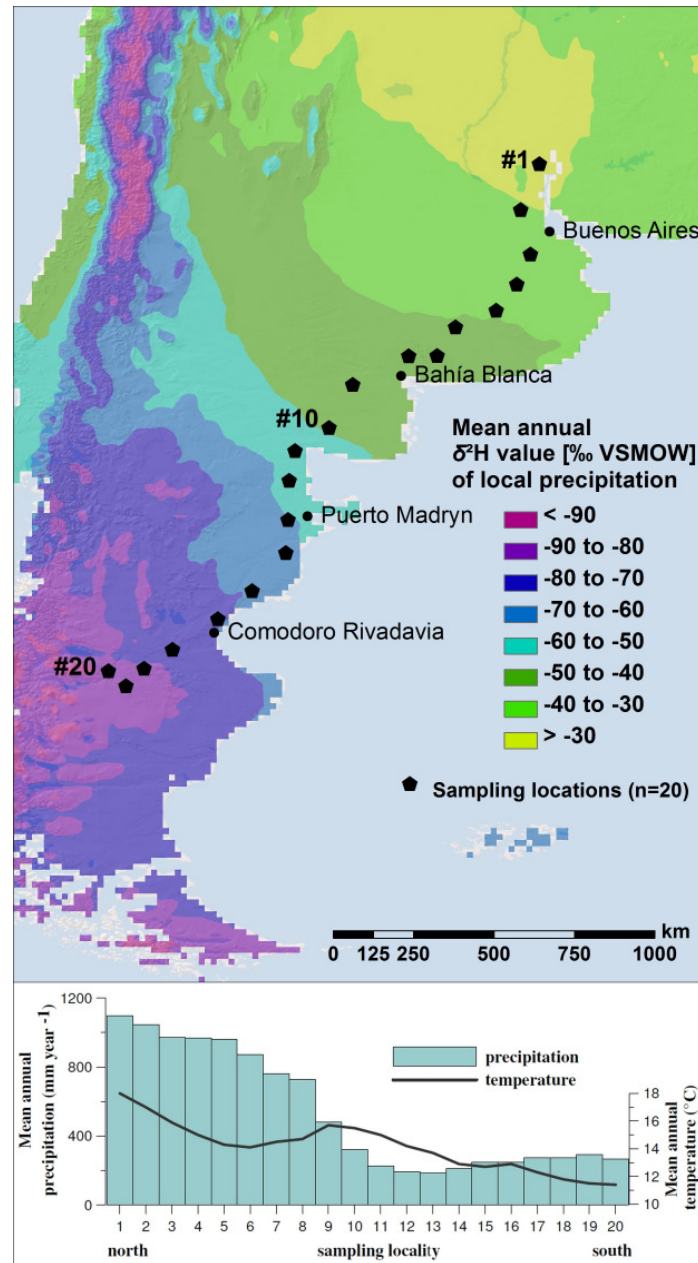 #1
Buenos Aires
Bahía Blanca
#10
Mean annual
δ²H value [‰ VSMOW]
of local precipitation
< -90
-90 to -80
-80 to -70
-70 to -60
-60 to -50
-50 to -40
-40 to -30
> -30
Puerto Madryn
Comodoro Rivadavia
#20
Sampling locations (n=20)
km
0 125 250 500 750 1000
Mean annual
precipitation (mm year -1)
1200
800
400
0
precipitation
temperature
18
16
14
12
10
Mean annual
temperature (°C)
1 2 3 4 5 6 7 8 9 10 11 12 13 14 15 16 17 18 19 20
north sampling locality south